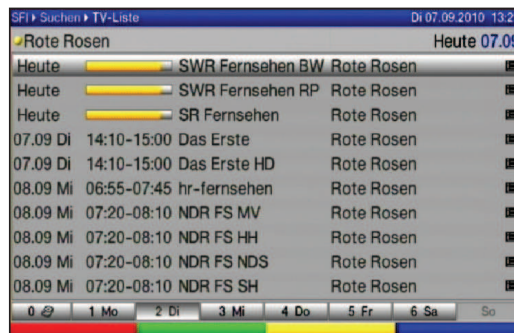 SFI ▸ Suchen ▸ TV-Liste Di 07.09.2010 13:2
Rote Rosen Heute 07.09
Heute SWR Fernsehen BW Rote Rosen
Heute SWR Fernsehen RP Rote Rosen
Heute SR Fernsehen Rote Rosen
07.09 Di 14:10-15:00 Das Erste Rote Rosen
07.09 Di 14:10-15:00 Das Erste HD Rote Rosen
08.09 Mi 06:55-07:45 hr-fernsehen Rote Rosen
08.09 Mi 07:20-08:10 NDR FS MV Rote Rosen
08.09 Mi 07:20-08:10 NDR FS HH Rote Rosen
08.09 Mi 07:20-08:10 NDR FS NDS Rote Rosen
08.09 Mi 07:20-08:10 NDR FS SH Rote Rosen
0 1 Mo 2 Di 3 Mi 4 Do 5 Fr 6 Sa So